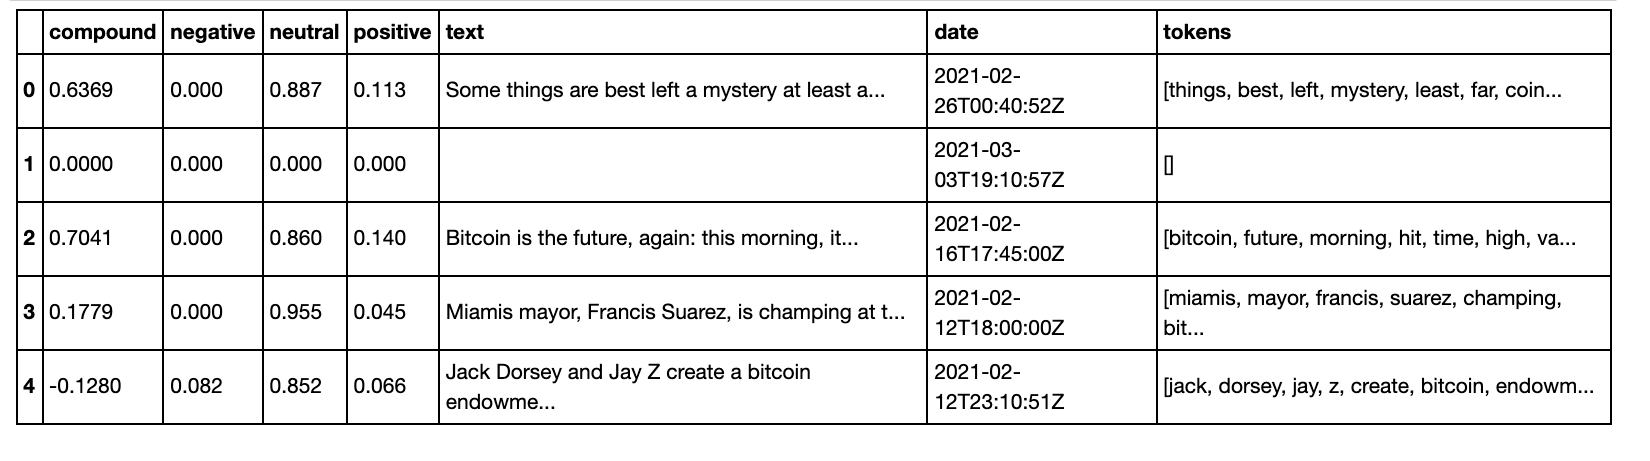 compound negative neutral positive text date tokens
0 0.6369 0.000 0.887 0.113 Some things are best left a mystery at least a... 2021-02-
26T00:40:52Z [things, best, left, mystery, least, far, coin...
1 0.0000 0.000 0.000 0.000 2021-03-
03T19:10:57Z []
2 0.7041 0.000 0.860 0.140 Bitcoin is the future, again: this morning, it... 2021-02-
16T17:45:00Z [bitcoin, future, morning, hit, time, high, va...
3 0.1779 0.000 0.955 0.045 Miamis mayor, Francis Suarez, is champing at t... 2021-02-
12T18:00:00Z [miamis, mayor, francis, suarez, champing,
bit...
4 -0.1280 0.082 0.852 0.066 Jack Dorsey and Jay Z create a bitcoin
endowme... 2021-02-
12T23:10:51Z [jack, dorsey, jay, z, create, bitcoin, endowm...